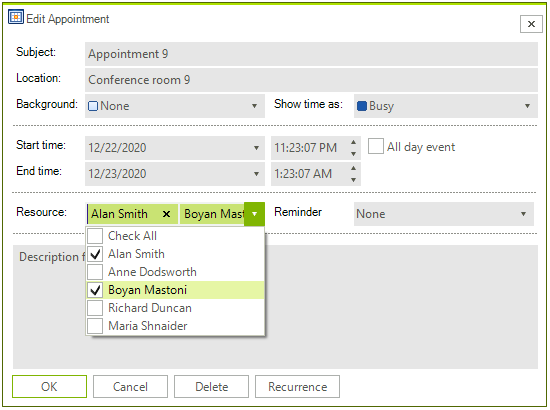 Edit Appointment
Subject: Appointment 9
Location: Conference room 9
Background: None Show time as: Busy
Start time: 12/22/2020 11:23:07 PM All day event
End time: 12/23/2020 1:23:07 AM
Resource: Alan Smith Boyan Mast Reminder None
Check All
Description f
Alan Smith
Anne Dodsworth
Boyan Mastoni
Richard Duncan
Maria Shnaider
OK Cancel Delete Recurrence